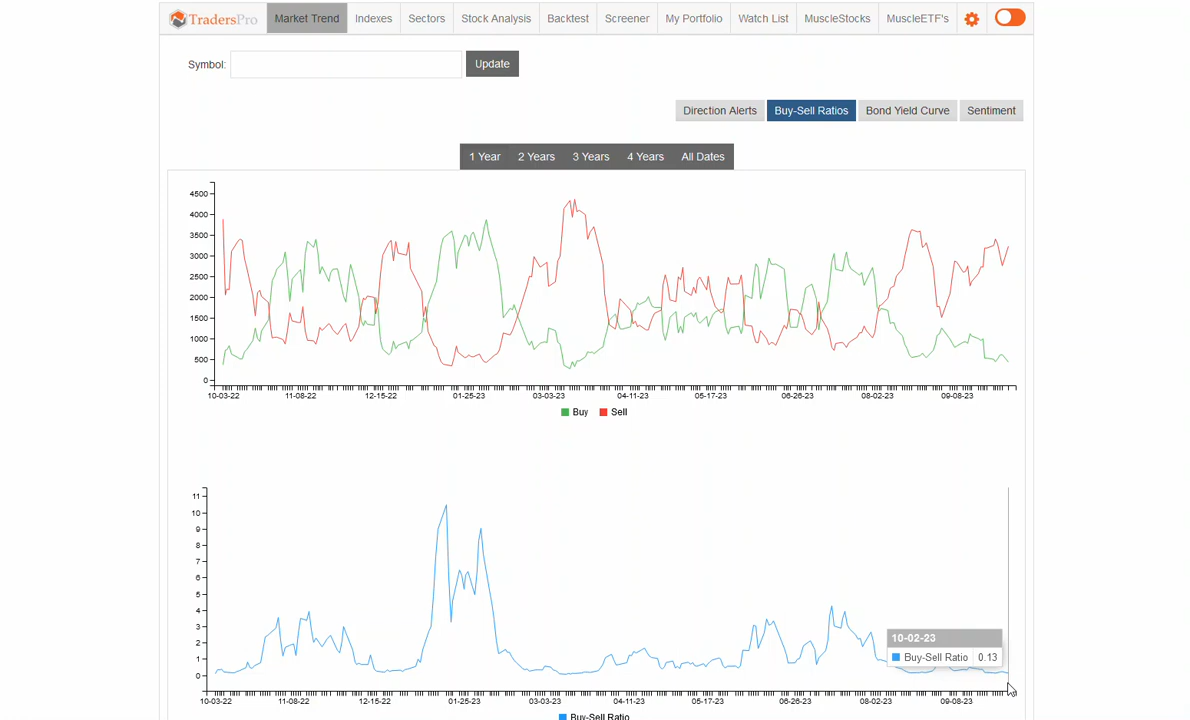 TradersPro Market Trend Indexes Sectors Stock Analysis Backtest Screener My Portfolio Watch List MuscleStocks MuscleETF's
Symbol: Update
Direction Alerts Buy-Sell Ratios Bond Yield Curve Sentiment
1 Year 2 Years 3 Years 4 Years All Dates
4500
4000
3500
3000
2500
2000
1500
1000
500
0
10-03-22 11-08-22 12-15-22 01-25-23 03-03-23 04-11-23 05-17-23 06-26-23 08-02-23 09-08-23
Buy Sell
11
10
9
8
7
6
5
4
3
2
1
0
10-02-23
Buy-Sell Ratio 0.13
10-03-22 11-08-22 12-15-22 01-25-23 03-03-23 04-11-23 05-17-23 06-26-23 08-02-23 09-08-23
Buy-Sell Ratio